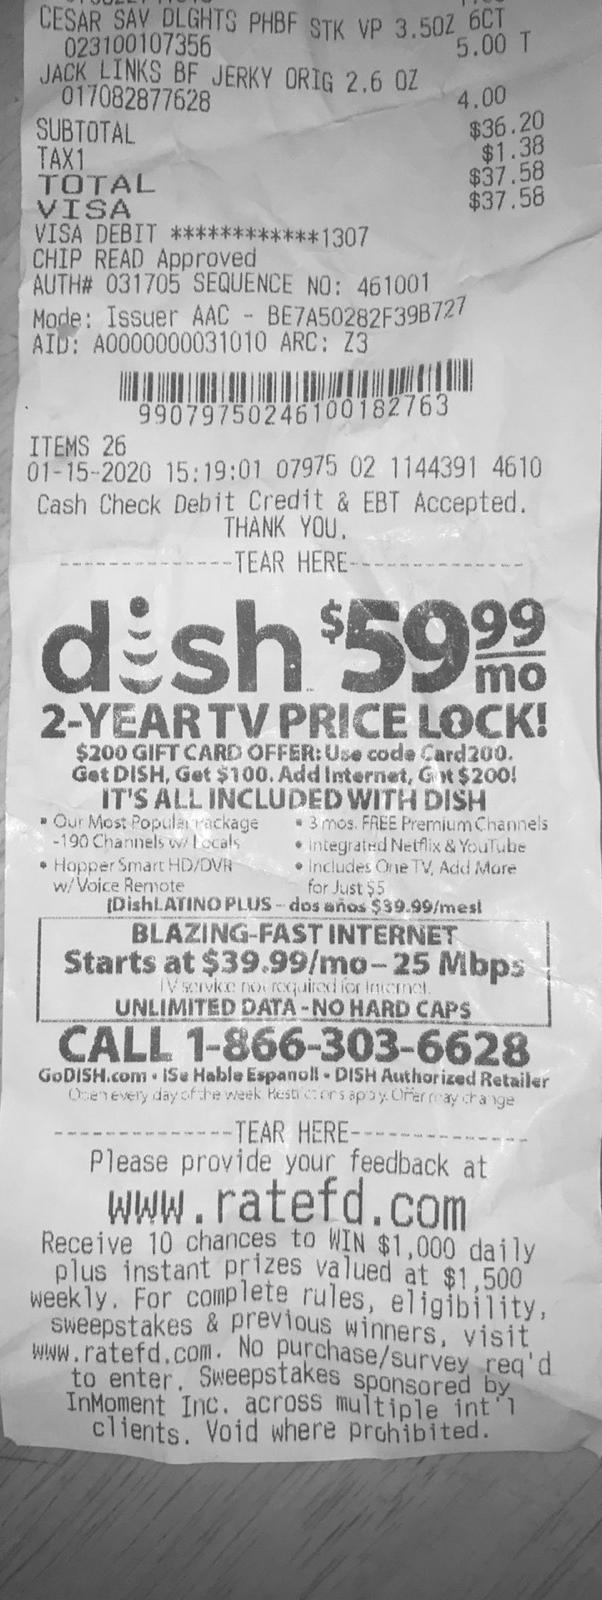 CESAR SAV DLGHTS PHBF STK VP 3.5OZ 6CT
023100107356 5.00 T
JACK LINKS BF JERKY ORIG 2.6 OZ
017082877628 4.00
SUBTOTAL $36.20
TAX1 $1.38
TOTAL $37.58
VISA $37.58
VISA DEBIT ************1307
CHIP READ Approved
AUTH# 031705 SEQUENCE NO: 461001
Mode: Issuer AAC - BE7A50282F39B727
AID: A0000000031010 ARC: Z3
99079750246100182763
ITEMS 26
01-15-2020 15:19:01 07975 02 1144391 4610
Cash Check Debit Credit & EBT Accepted.
THANK YOU.
--------------TEAR HERE--------------
dish $59.99 mo
2-YEAR TV PRICE LOCK!
$200 GIFT CARD OFFER: Use code Card200.
Get DISH, Get $100. Add Internet, Get $200!
IT'S ALL INCLUDED WITH DISH
• Our Most Popular Package
-190 Channels w/ Locals
• Hopper Smart HD/DVR
w/ Voice Remote
• 3 mos. FREE Premium Channels
• Integrated Netflix & YouTube
• Includes One TV, Add More
for Just $5
¡DishLATINO PLUS – dos años $39.99/mes!
BLAZING-FAST INTERNET
Starts at $39.99/mo – 25 Mbps
TV service not required for Internet.
UNLIMITED DATA - NO HARD CAPS
CALL 1-866-303-6628
GoDISH.com • ¡Se Hable Espanol! • DISH Authorized Retailer
Open every day of the week. Restrictions apply. Offer may change
--------------TEAR HERE--------------
Please provide your feedback at
www.ratefd.com
Receive 10 chances to WIN $1,000 daily
plus instant prizes valued at $1,500
weekly. For complete rules, eligibility,
sweepstakes & previous winners, visit
www.ratefd.com. No purchase/survey req'd
to enter. Sweepstakes sponsored by
InMoment Inc. across multiple int'l
clients. Void where prohibited.